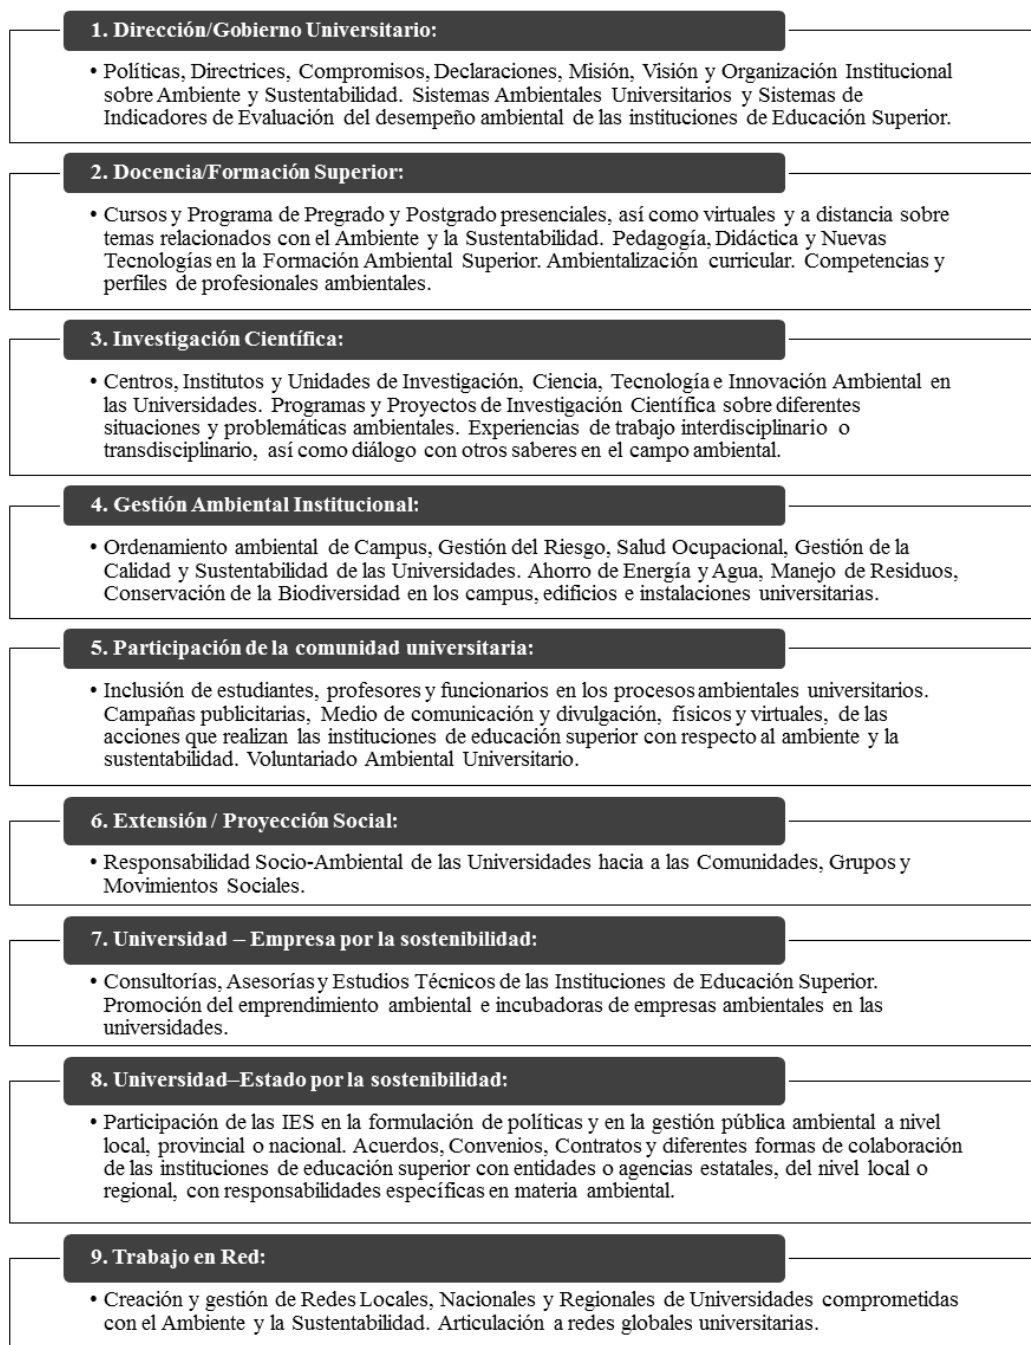 1. Dirección/Gobierno Universitario:
• Políticas, Directrices, Compromisos, Declaraciones, Misión, Visión y Organización Institucional
sobre Ambiente y Sustentabilidad. Sistemas Ambientales Universitarios y Sistemas de
Indicadores de Evaluación del desempeño ambiental de las instituciones de Educación Superior.
2. Docencia/Formación Superior:
• Cursos y Programa de Pregrado y Postgrado presenciales, así como virtuales y a distancia sobre
temas relacionados con el Ambiente y la Sustentabilidad. Pedagogía, Didáctica y Nuevas
Tecnologías en la Formación Ambiental Superior. Ambientalización curricular. Competencias y
perfiles de profesionales ambientales.
3. Investigación Científica:
• Centros, Institutos y Unidades de Investigación, Ciencia, Tecnología e Innovación Ambiental en
las Universidades. Programas y Proyectos de Investigación Científica sobre diferentes
situaciones y problemáticas ambientales. Experiencias de trabajo interdisciplinario o
transdisciplinario, así como diálogo con otros saberes en el campo ambiental.
4. Gestión Ambiental Institucional:
• Ordenamiento ambiental de Campus, Gestión del Riesgo, Salud Ocupacional, Gestión de la
Calidad y Sustentabilidad de las Universidades. Ahorro de Energía y Agua, Manejo de Residuos,
Conservación de la Biodiversidad en los campus, edificios e instalaciones universitarias.
5. Participación de la comunidad universitaria:
• Inclusión de estudiantes, profesores y funcionarios en los procesos ambientales universitarios.
Campañas publicitarias, Medio de comunicación y divulgación, físicos y virtuales, de las
acciones que realizan las instituciones de educación superior con respecto al ambiente y la
sustentabilidad. Voluntariado Ambiental Universitario.
6. Extensión / Proyección Social:
• Responsabilidad Socio-Ambiental de las Universidades hacia a las Comunidades, Grupos y
Movimientos Sociales.
7. Universidad – Empresa por la sostenibilidad:
• Consultorías, Asesorías y Estudios Técnicos de las Instituciones de Educación Superior.
Promoción del emprendimiento ambiental e incubadoras de empresas ambientales en las
universidades.
8. Universidad–Estado por la sostenibilidad:
• Participación de las IES en la formulación de políticas y en la gestión pública ambiental a nivel
local, provincial o nacional. Acuerdos, Convenios, Contratos y diferentes formas de colaboración
de las instituciones de educación superior con entidades o agencias estatales, del nivel local o
regional, con responsabilidades específicas en materia ambiental.
9. Trabajo en Red:
• Creación y gestión de Redes Locales, Nacionales y Regionales de Universidades comprometidas
con el Ambiente y la Sustentabilidad. Articulación a redes globales universitarias.